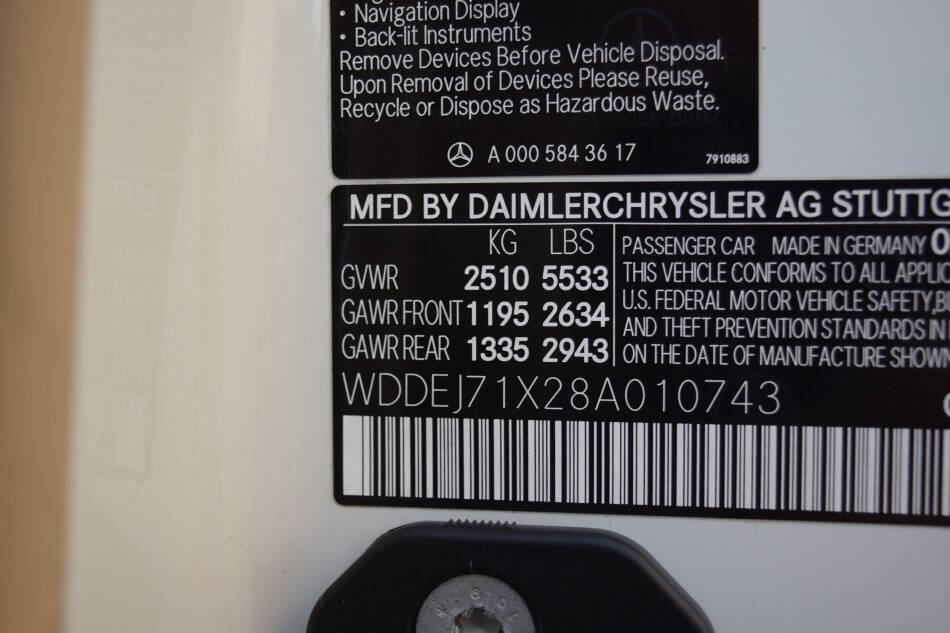 • Navigation Display
• Back-lit Instruments
Remove Devices Before Vehicle Disposal.
Upon Removal of Devices Please Reuse,
Recycle or Dispose as Hazardous Waste.
A 000 584 36 17
7910883
MFD BY DAIMLERCHRYSLER AG STUTTG
KG LBS
GVWR 2510 5533
GAWR FRONT 1195 2634
GAWR REAR 1335 2943
PASSENGER CAR MADE IN GERMANY 0
THIS VEHICLE CONFORMS TO ALL APPLIC
U.S. FEDERAL MOTOR VEHICLE SAFETY, B
AND THEFT PREVENTION STANDARDS IN
ON THE DATE OF MANUFACTURE SHOWN
WDDEJ71X28A010743